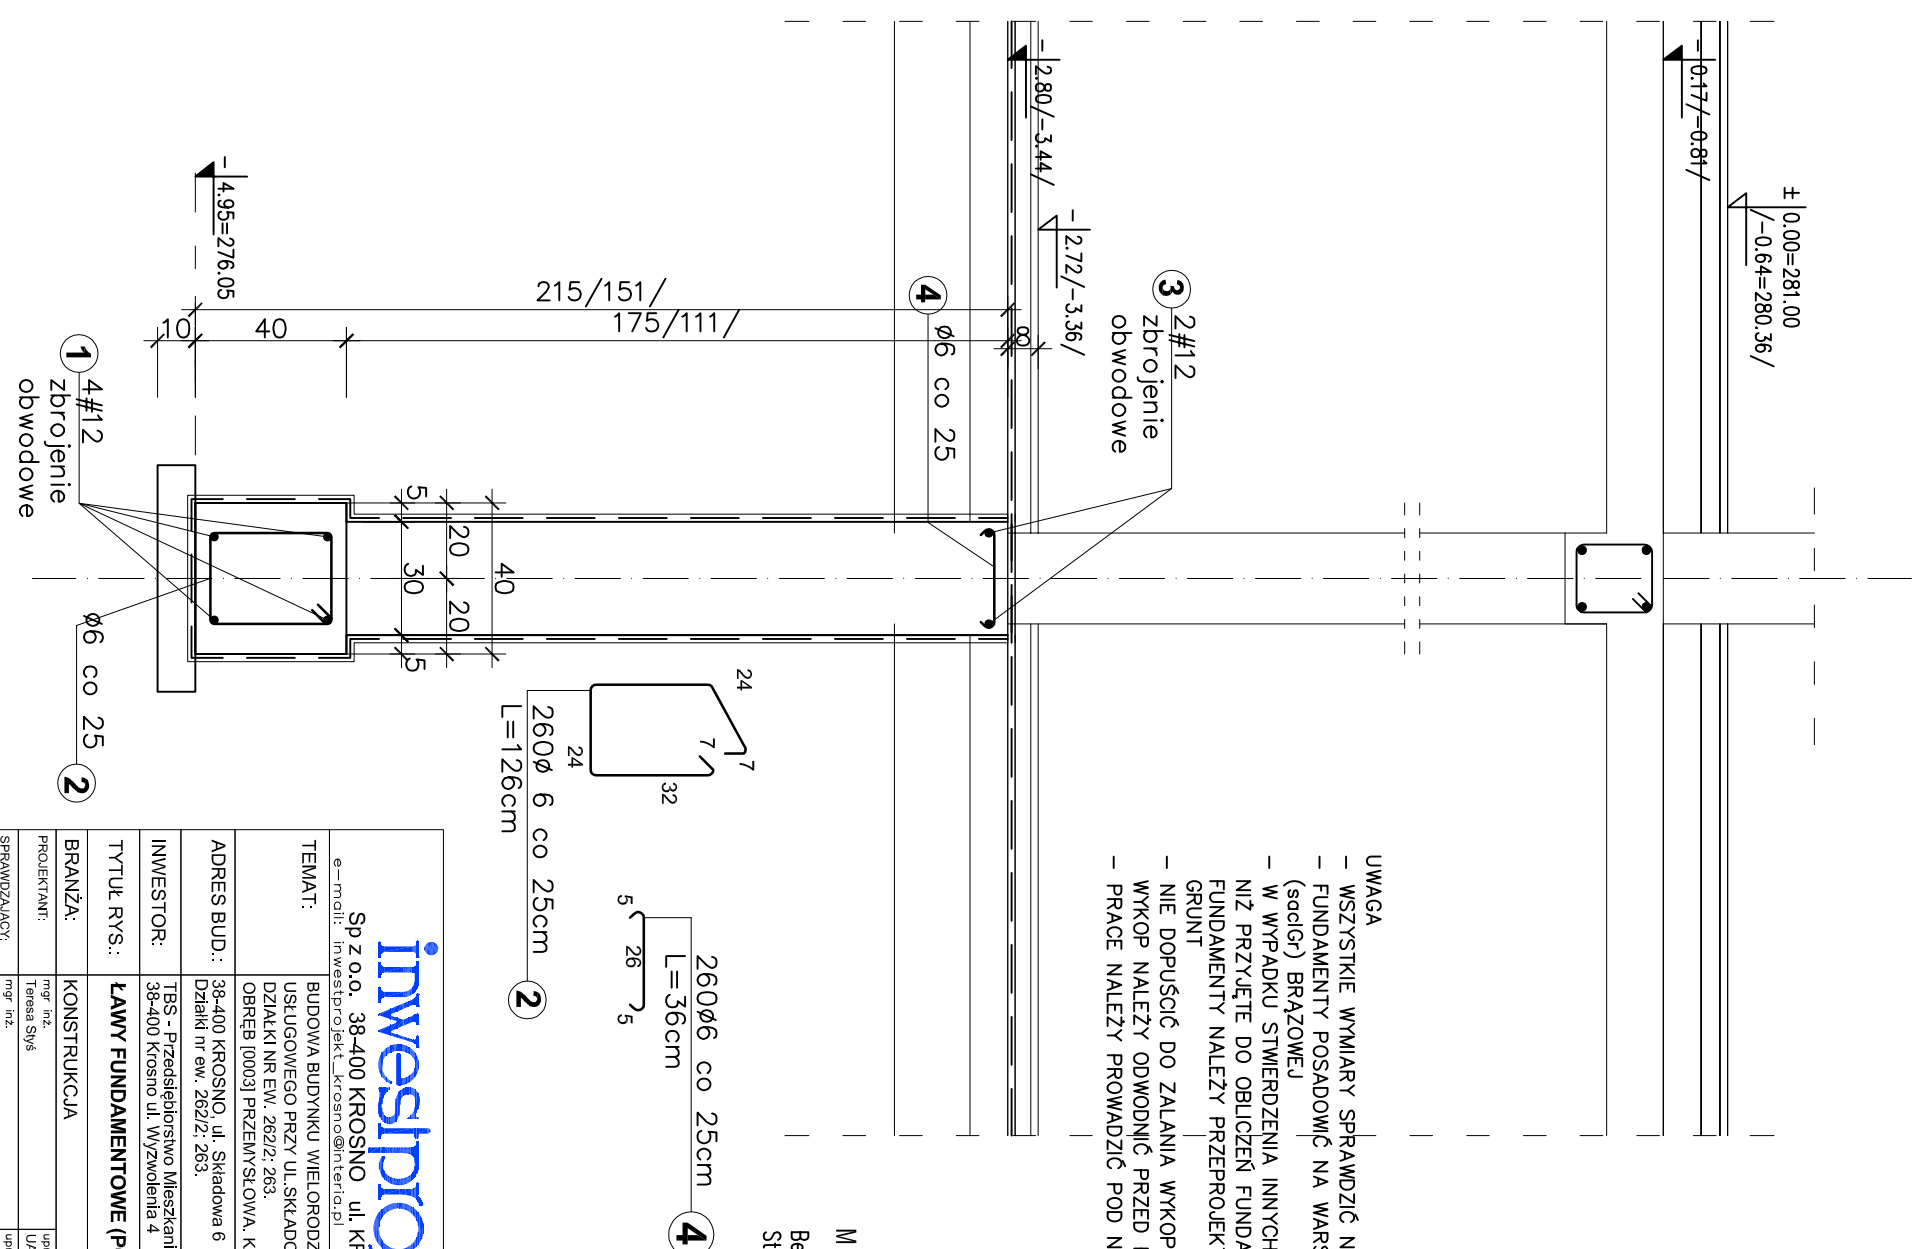 ± 0.00=281.00
/-0.64=280.36/
-0.17/-0.81/
-2.72/-3.36/
-2.80/-3.44/
-4.95=276.05
3
2#12
zbrojenie
obwodowe
4
Ø6 co 25
8
175/111/
215/151/
40
10
1
4#12
zbrojenie
obwodowe
40
20
20
5
30
5
Ø6 co 25
2
24
7
7
32
24
260Ø 6 co 25cm
L=126cm
2
5
26
5
260Ø6 co 25cm
L=36cm
4
UWAGA
- WSZYSTKIE WYMIARY SPRAWDZIĆ N
- FUNDAMENTY POSADOWIĆ NA WARS
(saclGr) BRĄZOWEJ
- W WYPADKU STWIERDZENIA INNYCH
NIŻ PRZYJĘTE DO OBLICZEŃ FUNDA
FUNDAMENTY NALEŻY PRZEPROJEK
GRUNT
- NIE DOPUŚCIĆ DO ZALANIA WYKOP
WYKOP NALEŻY ODWODNIĆ PRZED
- PRACE NALEŻY PROWADZIĆ POD N
M
Be
St
inwestpro
Sp z o.o. 38-400 KROSNO ul. KF
e-mail: inwestprojekt_krosno@interia.pl
TEMAT:
BUDOWA BUDYNKU WIELORODZ
USŁUGOWEGO PRZY UL.SKŁADO
DZIAŁKI NR EW. 262/2; 263.
OBRĘB [0003] PRZEMYSŁOWA. K
ADRES BUD.:
38-400 KROSNO, ul. Składowa 6
Działki nr ew. 262/2; 263.
INWESTOR:
TBS - Przedsiębiorstwo Mieszkani
38-400 Krosno ul. Wyzwolenia 4
TYTUŁ RYS.:
ŁAWY FUNDAMENTOWE (P
BRANŻA:
KONSTRUKCJA
PROJEKTANT:
mgr inż.
Teresa Styś
upr
UA
SPRAWDZAJĄCY:
mgr inż.
upr